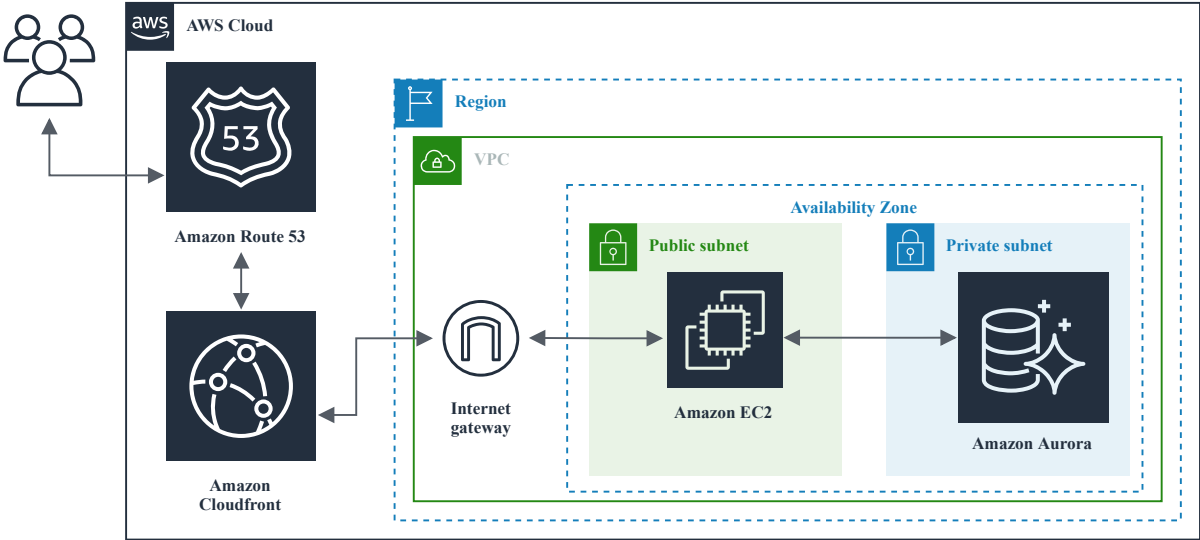 aws
AWS Cloud
53
Amazon Route 53
Region
VPC
Availability Zone
Public subnet
Private subnet
Internet
gateway
Amazon EC2
Amazon Aurora
Amazon
Cloudfront